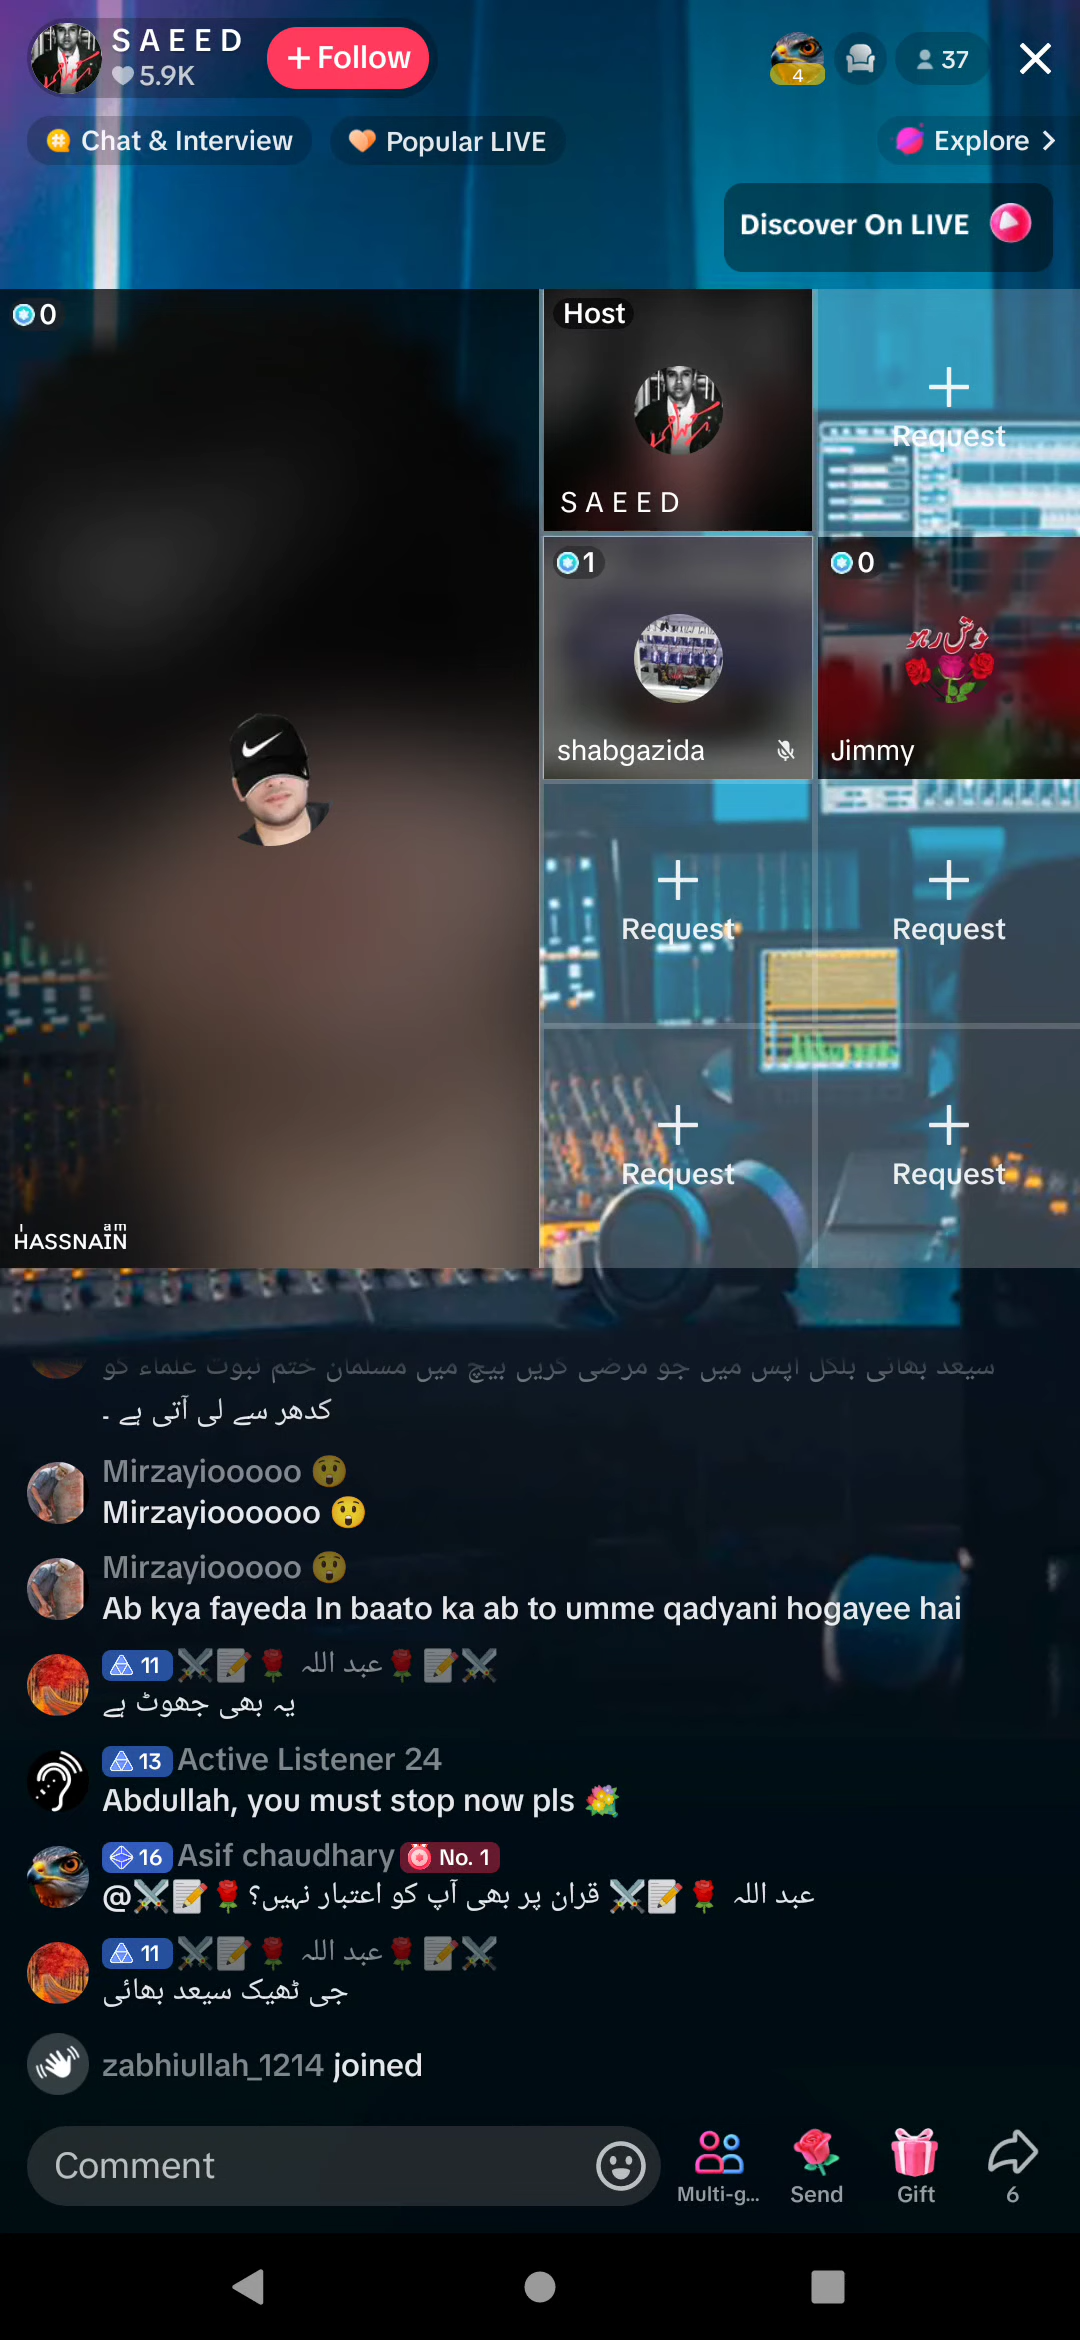 S A E E D
5.9K
+ Follow
4
37
Chat & Interview
Popular LIVE
Explore
Discover On LIVE
0
Host
S A E E D
Request
1
shabgazida
0
خوش رہو
Jimmy
Request
Request
Request
Request
I am
HASSNAIN
سیعد بھائی بلکل اپس میں جو مرضی کریں بیچ میں مسلمان ختم نبوت علماء کو
کدھر سے لی آتی ہے ۔
Mirzayiooooo 😲
Mirzayioooooo 😲
Mirzayiooooo 😲
Ab kya fayeda In baato ka ab to umme qadyani hogayee hai
11 ⚔️📝🌹عبد اللہ🌹📝⚔️
یہ بھی جھوٹ ہے
13 Active Listener 24
Abdullah, you must stop now pls 💐
16 Asif chaudhary No. 1
@⚔️📝🌹عبد اللہ 🌹📝⚔️ قران پر بھی آپ کو اعتبار نہیں؟
11 ⚔️📝🌹عبد اللہ🌹📝⚔️
جی ٹھیک سیعد بھائی
zabhiullah_1214 joined
Comment
Multi-g...
Send
Gift
6